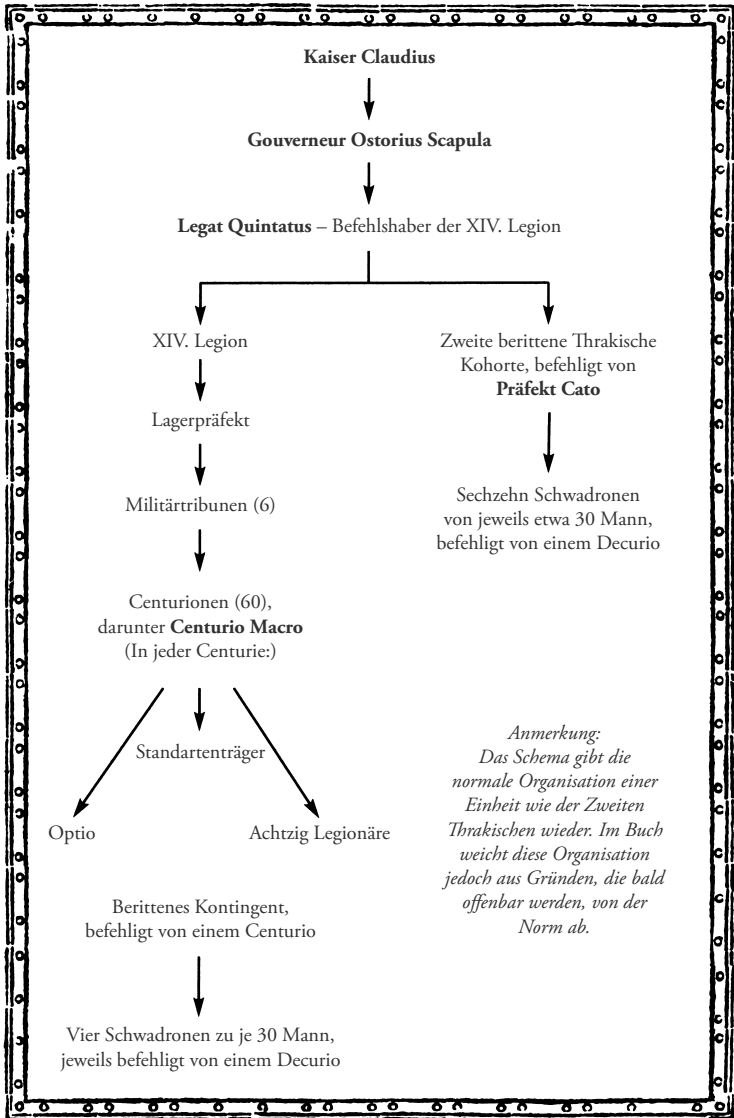 Kaiser Claudius
Gouverneur Ostorius Scapula
Legat Quintatus – Befehlshaber der XIV. Legion
XIV. Legion
Lagerpräfekt
Militärtribunen (6)
Centurionen (60),
darunter Centurio Macro
(In jeder Centurie:)
Standartenträger
Optio
Achtzig Legionäre
Berittenes Kontingent,
befehligt von einem Centurio
Vier Schwadronen zu je 30 Mann,
jeweils befehligt von einem Decurio
Zweite berittene Thrakische
Kohorte, befehligt von
Präfekt Cato
Sechzehn Schwadronen
von jeweils etwa 30 Mann,
befehligt von einem Decurio
Anmerkung:
Das Schema gibt die
normale Organisation einer
Einheit wie der Zweiten
Thrakischen wieder. Im Buch
weicht diese Organisation
jedoch aus Gründen, die bald
offenbar werden, von der
Norm ab.